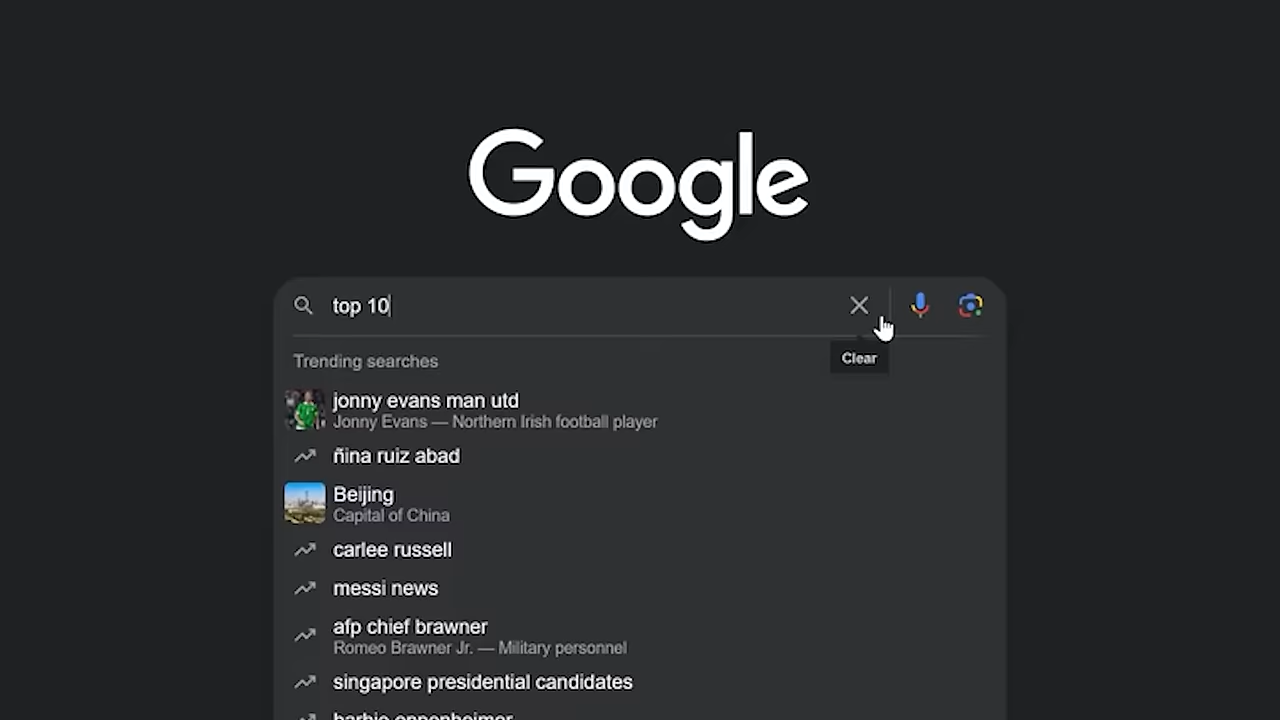 Google
top 10
Clear
Trending searches
jonny evans man utd
Jonny Evans — Northern Irish football player
ñina ruiz abad
Beijing
Capital of China
carlee russell
messi news
afp chief brawner
Romeo Brawner Jr. — Military personnel
singapore presidential candidates
barbie oppenheimer